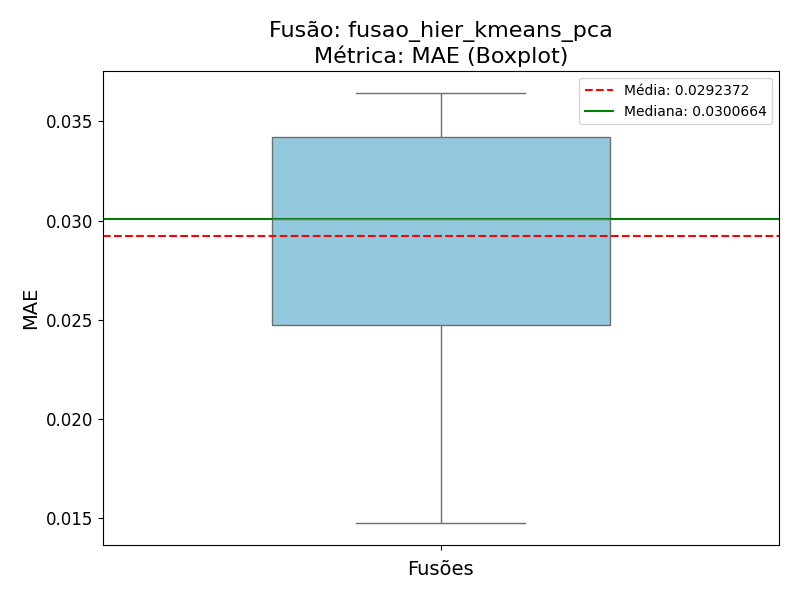 Fusão: fusao_hier_kmeans_pca
Métrica: MAE (Boxplot)
Média: 0.0292372
Mediana: 0.0300664
0.035
0.030
0.025
0.020
0.015
MAE
Fusões